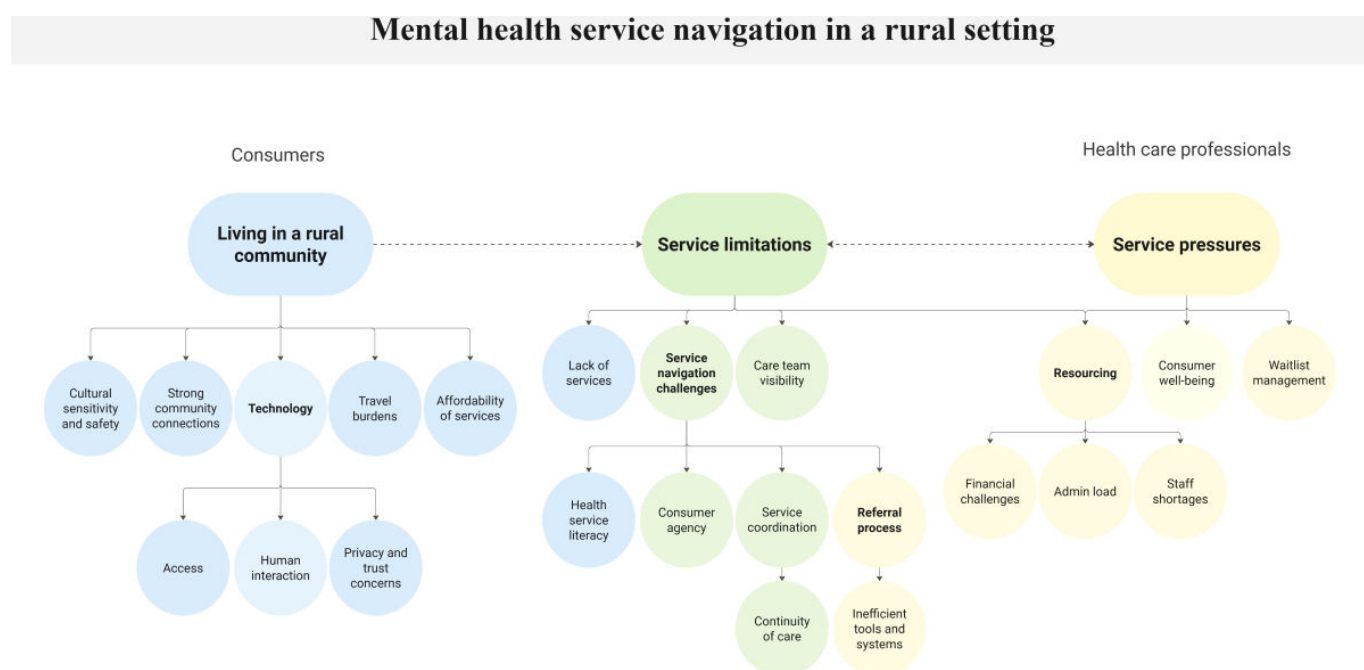 Mental health service navigation in a rural setting
Consumers
Health care professionals
Living in a rural
community
Service limitations
Service pressures
Cultural
sensitivity
and safety
Strong
community
connections
Technology
Travel
burdens
Affordability
of services
Lack of
services
Service
navigation
challenges
Care team
visibility
Resourcing
Consumer
well-being
Waitlist
management
Access
Human
interaction
Privacy and
trust
concerns
Health
service
literacy
Consumer
agency
Service
coordination
Referral
process
Financial
challenges
Admin load
Staff
shortages
Continuity
of care
Inefficient
tools and
systems